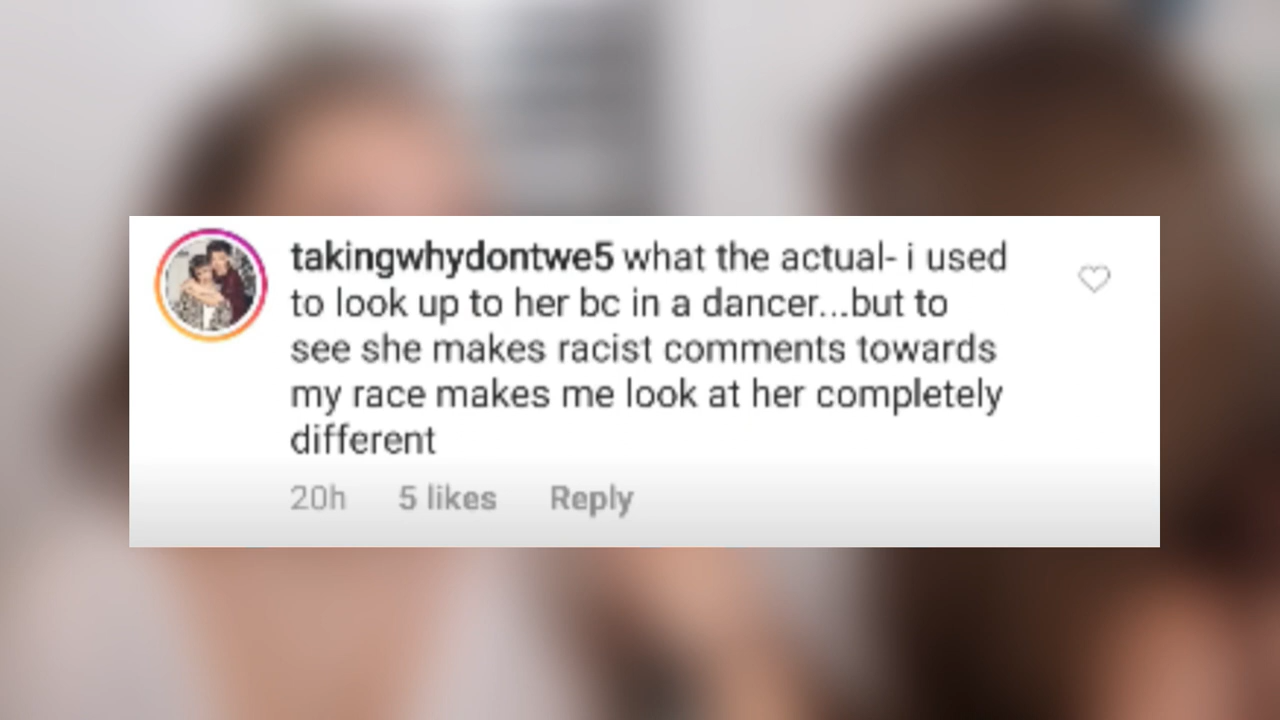 takingwhydontwe5 what the actual- i used
to look up to her bc in a dancer...but to
see she makes racist comments towards
my race makes me look at her completely
different
20h 5 likes Reply